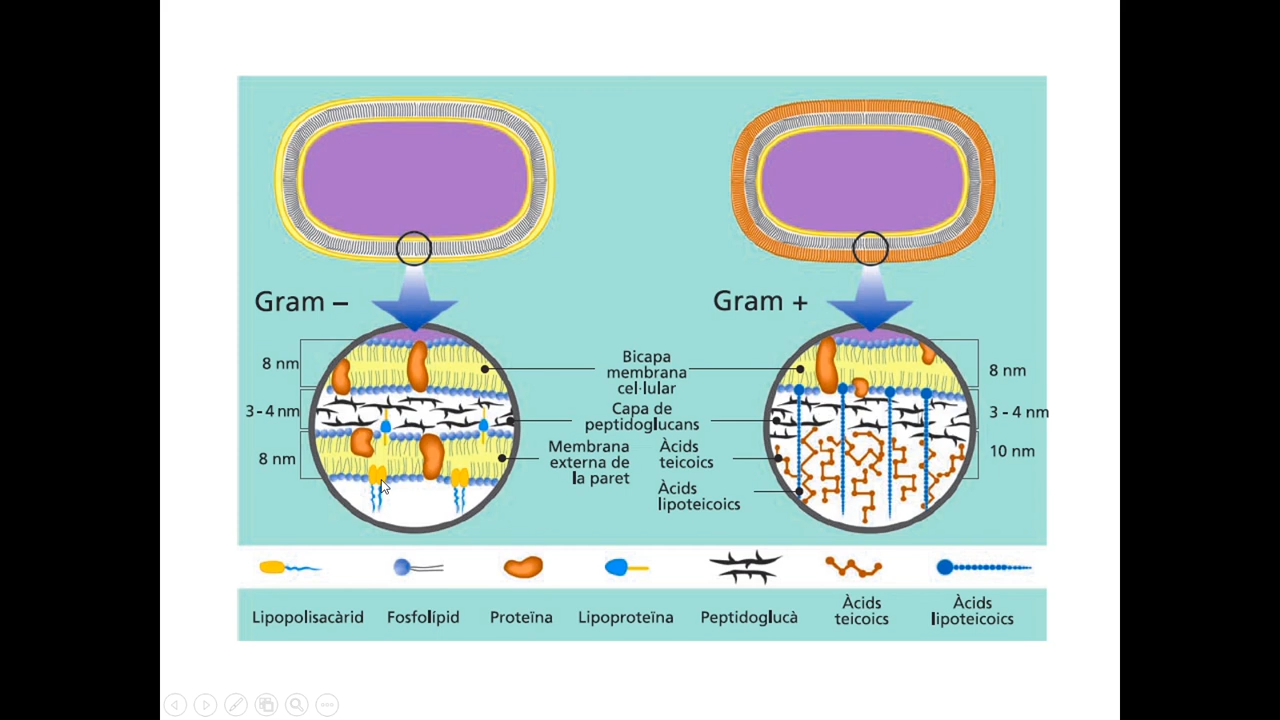 Gram –
Gram +
8 nm
3 - 4 nm
8 nm
Bicapa
membrana
cel·lular
Capa de
peptidoglucans
Membrana
externa de
la paret
Àcids
teicoics
Àcids
lipoteicoics
8 nm
3 - 4 nm
10 nm
Lipopolisacàrid
Fosfolípid
Proteïna
Lipoproteïna
Peptidoglucà
Àcids
teicoics
Àcids
lipoteicoics